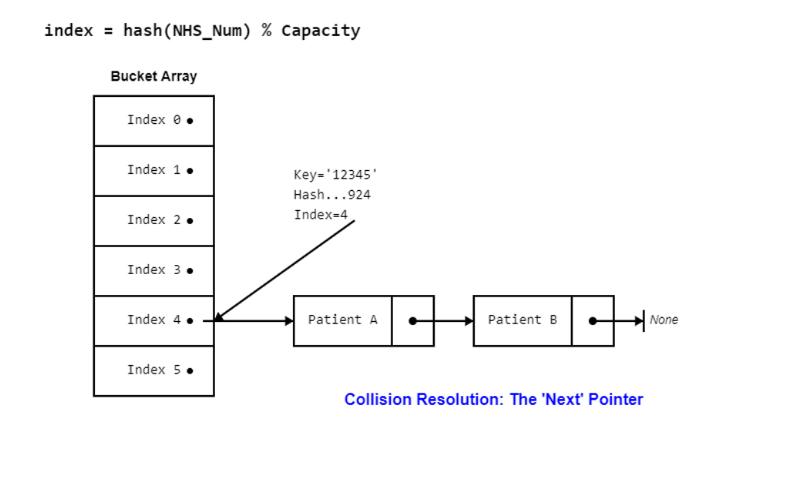 index = hash(NHS_Num) % Capacity
Bucket Array
Index 0
Index 1
Index 2
Index 3
Index 4
Index 5
Key='12345'
Hash...924
Index=4
Patient A
Patient B
None
Collision Resolution: The 'Next' Pointer